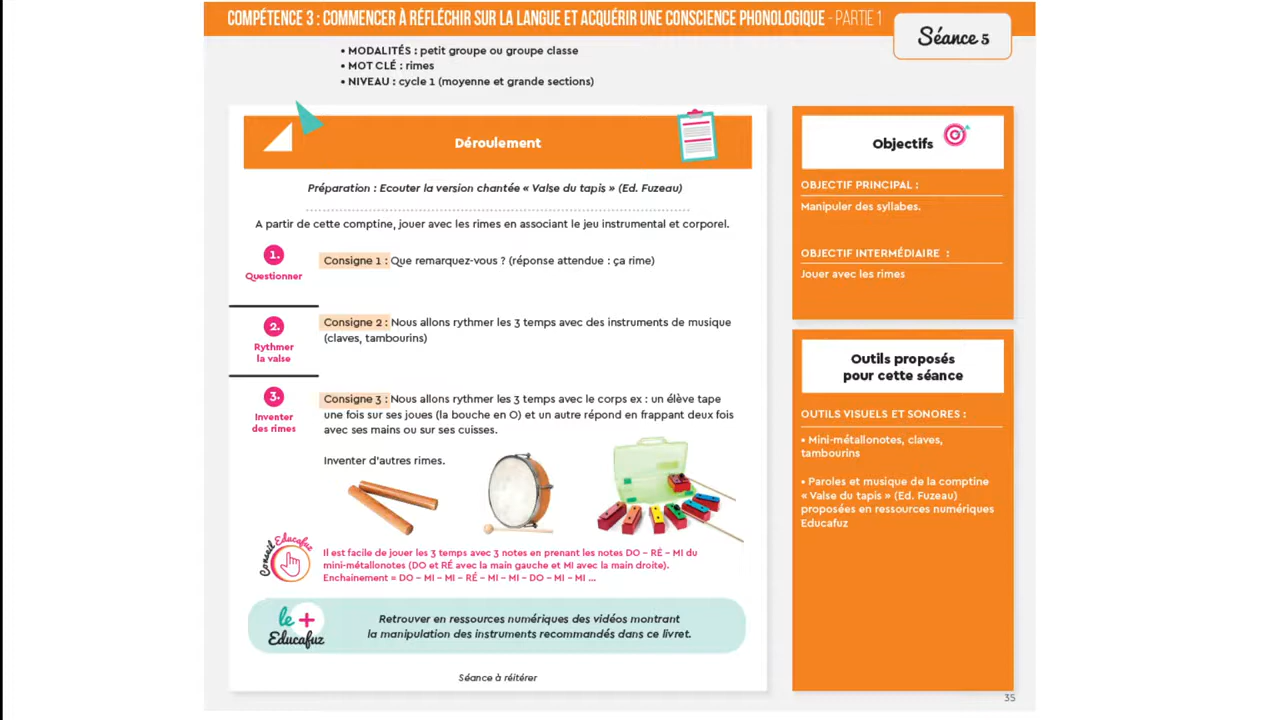 COMPÉTENCE 3 : COMMENCER À RÉFLÉCHIR SUR LA LANGUE ET ACQUÉRIR UNE CONSCIENCE PHONOLOGIQUE - PARTIE 1
Séance 5
• MODALITÉS : petit groupe ou groupe classe
• MOT CLÉ : rimes
• NIVEAU : cycle 1 (moyenne et grande sections)
Déroulement
Préparation : Ecouter la version chantée « Valse du tapis » (Ed. Fuzeau)
A partir de cette comptine, jouer avec les rimes en associant le jeu instrumental et corporel.
1.
Questionner
Consigne 1 : Que remarquez-vous ? (réponse attendue : ça rime)
2.
Rythmer
la valse
Consigne 2 : Nous allons rythmer les 3 temps avec des instruments de musique
(claves, tambourins)
3.
Inventer
des rimes
Consigne 3 : Nous allons rythmer les 3 temps avec le corps ex : un élève tape
une fois sur ses joues (la bouche en O) et un autre répond en frappant deux fois
avec ses mains ou sur ses cuisses.
Inventer d'autres rimes.
Conseil Educafuz
Il est facile de jouer les 3 temps avec 3 notes en prenant les notes DO – RÉ – MI du
mini-métallonotes (DO et RÉ avec la main gauche et MI avec la main droite).
Enchainement = DO – MI – MI – RÉ – MI – MI – DO – MI – MI ...
le +
Educafuz
Retrouver en ressources numériques des vidéos montrant
la manipulation des instruments recommandés dans ce livret.
Séance à réitérer
Objectifs
OBJECTIF PRINCIPAL :
Manipuler des syllabes.
OBJECTIF INTERMÉDIAIRE :
Jouer avec les rimes
Outils proposés
pour cette séance
OUTILS VISUELS ET SONORES :
• Mini-métallonotes, claves,
tambourins
• Paroles et musique de la comptine
« Valse du tapis » (Ed. Fuzeau)
proposées en ressources numériques
Educafuz
35